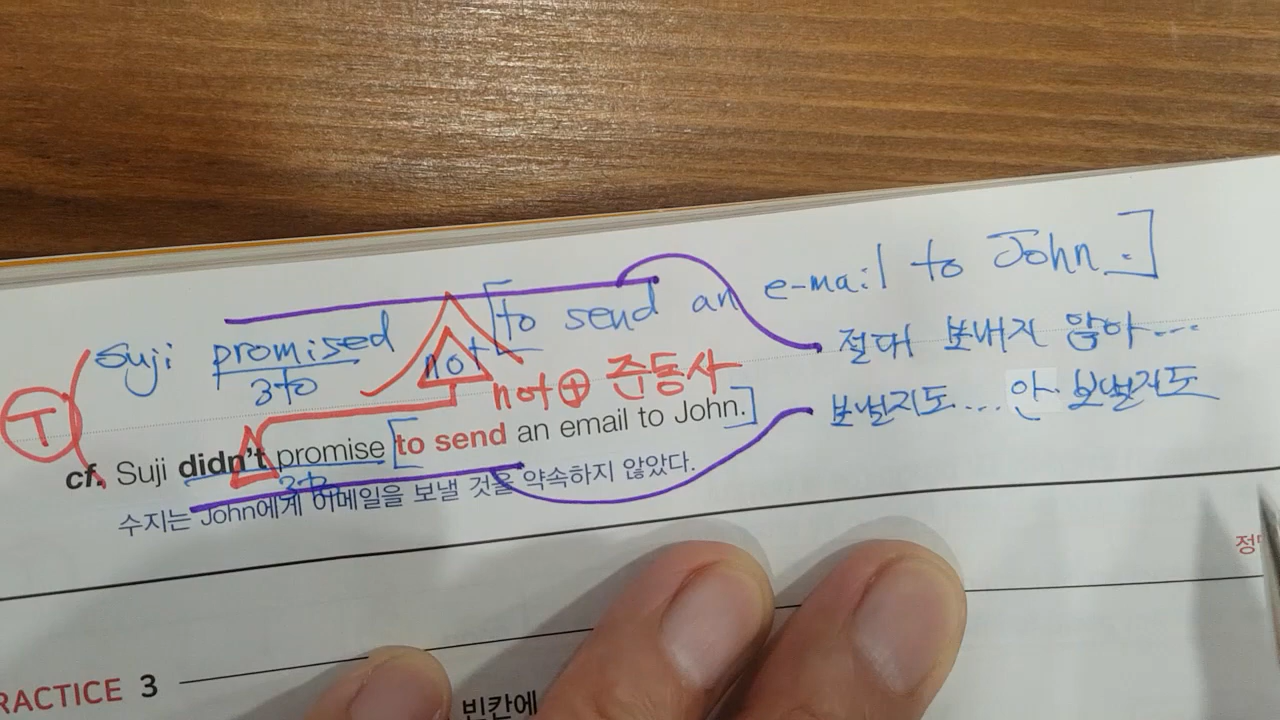 Suji promised not [to send an e-mail to John.]
3형
절대 보내지 않아...
not ⊕ 준동사
보낼지도... 안 보낼지도
T
cf. Suji didn't promise [to send an email to John.]
수지는 John에게 이메일을 보낼 것을 약속하지 않았다.
RACTICE 3
빈칸에